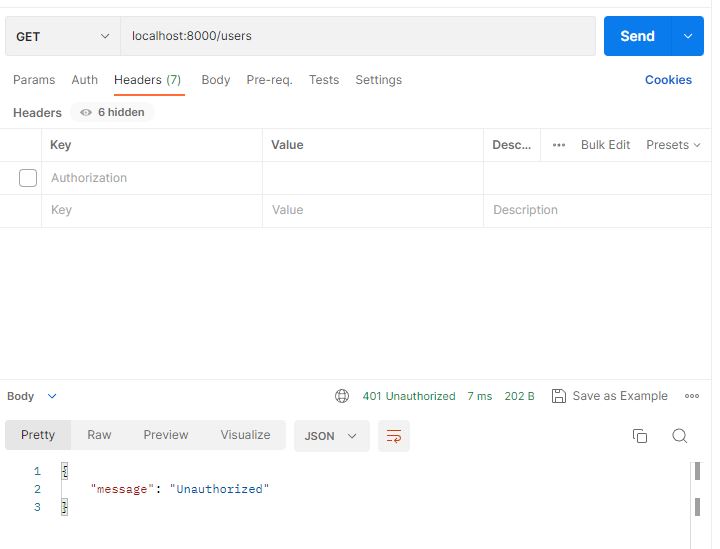 GET localhost:8000/users Send
Params Auth Headers (7) Body Pre-req. Tests Settings Cookies
Headers 6 hidden
Key Value Desc... Bulk Edit Presets
Authorization
Key Value Description
Body 401 Unauthorized 7 ms 202 B Save as Example
Pretty Raw Preview Visualize JSON
1 {
2 "message": "Unauthorized"
3 }